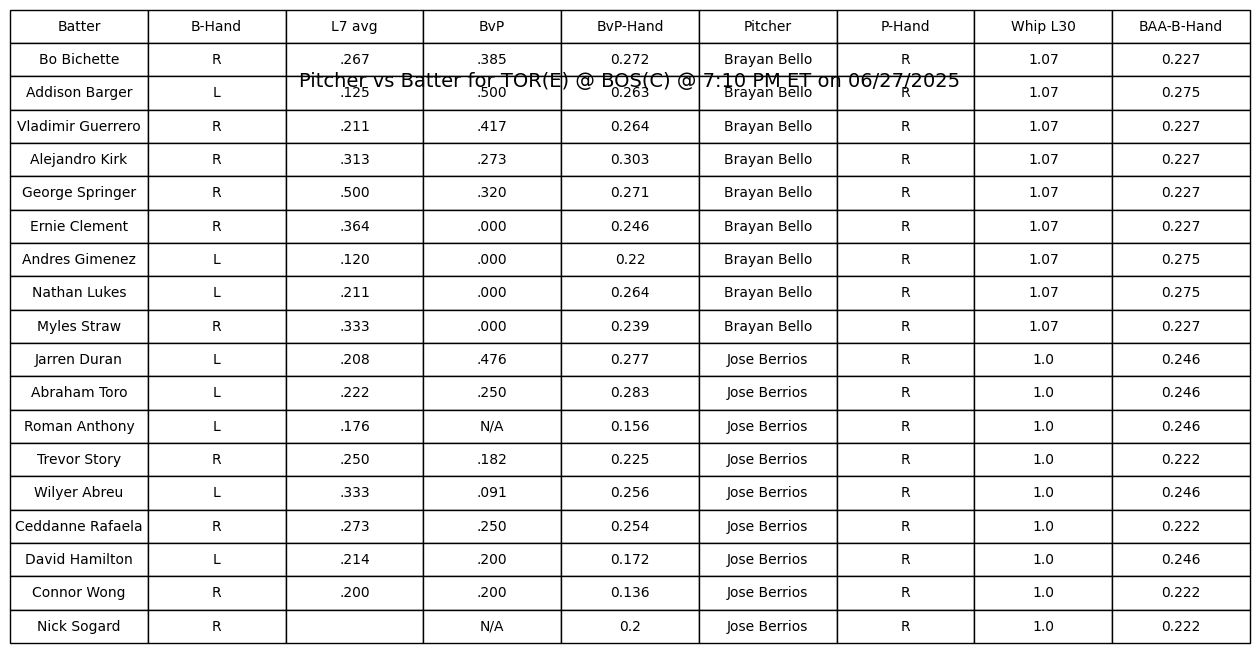 Batter B-Hand L7 avg BvP BvP-Hand Pitcher P-Hand Whip L30 BAA-B-Hand
Bo Bichette R .267 .385 0.272 Brayan Bello R 1.07 0.227
Pitcher vs Batter for TOR(E) @ BOS(C) @ 7:10 PM ET on 06/27/2025
Addison Barger L .125 .500 0.263 Brayan Bello R 1.07 0.275
Vladimir Guerrero R .211 .417 0.264 Brayan Bello R 1.07 0.227
Alejandro Kirk R .313 .273 0.303 Brayan Bello R 1.07 0.227
George Springer R .500 .320 0.271 Brayan Bello R 1.07 0.227
Ernie Clement R .364 .000 0.246 Brayan Bello R 1.07 0.227
Andres Gimenez L .120 .000 0.22 Brayan Bello R 1.07 0.275
Nathan Lukes L .211 .000 0.264 Brayan Bello R 1.07 0.275
Myles Straw R .333 .000 0.239 Brayan Bello R 1.07 0.227
Jarren Duran L .208 .476 0.277 Jose Berrios R 1.0 0.246
Abraham Toro L .222 .250 0.283 Jose Berrios R 1.0 0.246
Roman Anthony L .176 N/A 0.156 Jose Berrios R 1.0 0.246
Trevor Story R .250 .182 0.225 Jose Berrios R 1.0 0.222
Wilyer Abreu L .333 .091 0.256 Jose Berrios R 1.0 0.246
Ceddanne Rafaela R .273 .250 0.254 Jose Berrios R 1.0 0.222
David Hamilton L .214 .200 0.172 Jose Berrios R 1.0 0.246
Connor Wong R .200 .200 0.136 Jose Berrios R 1.0 0.222
Nick Sogard R N/A 0.2 Jose Berrios R 1.0 0.222